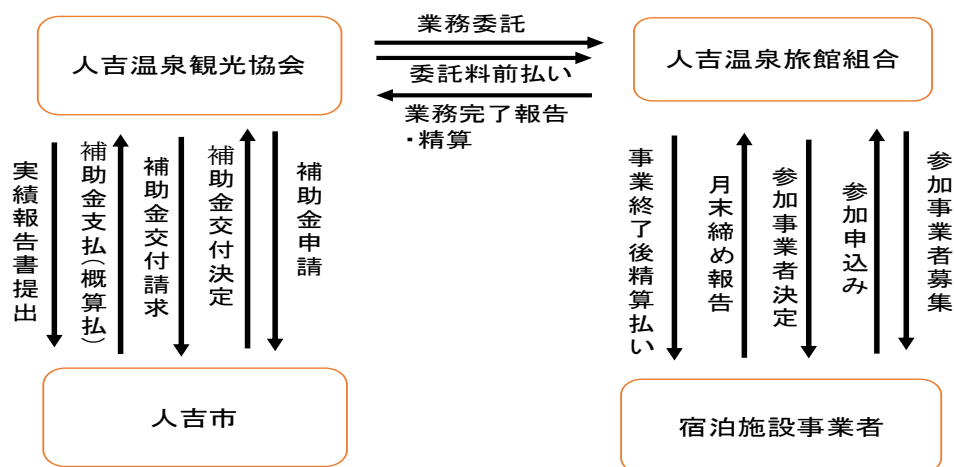 業務委託
人吉温泉観光協会
人吉温泉旅館組合
委託料前払い
業務完了報告
・精算
実績報告書提出
補助金支払(概算払)
補助金交付請求
補助金交付決定
補助金申請
事業終了後精算払い
月末締め報告
参加事業者決定
参加申込み
参加事業者募集
人吉市
宿泊施設事業者